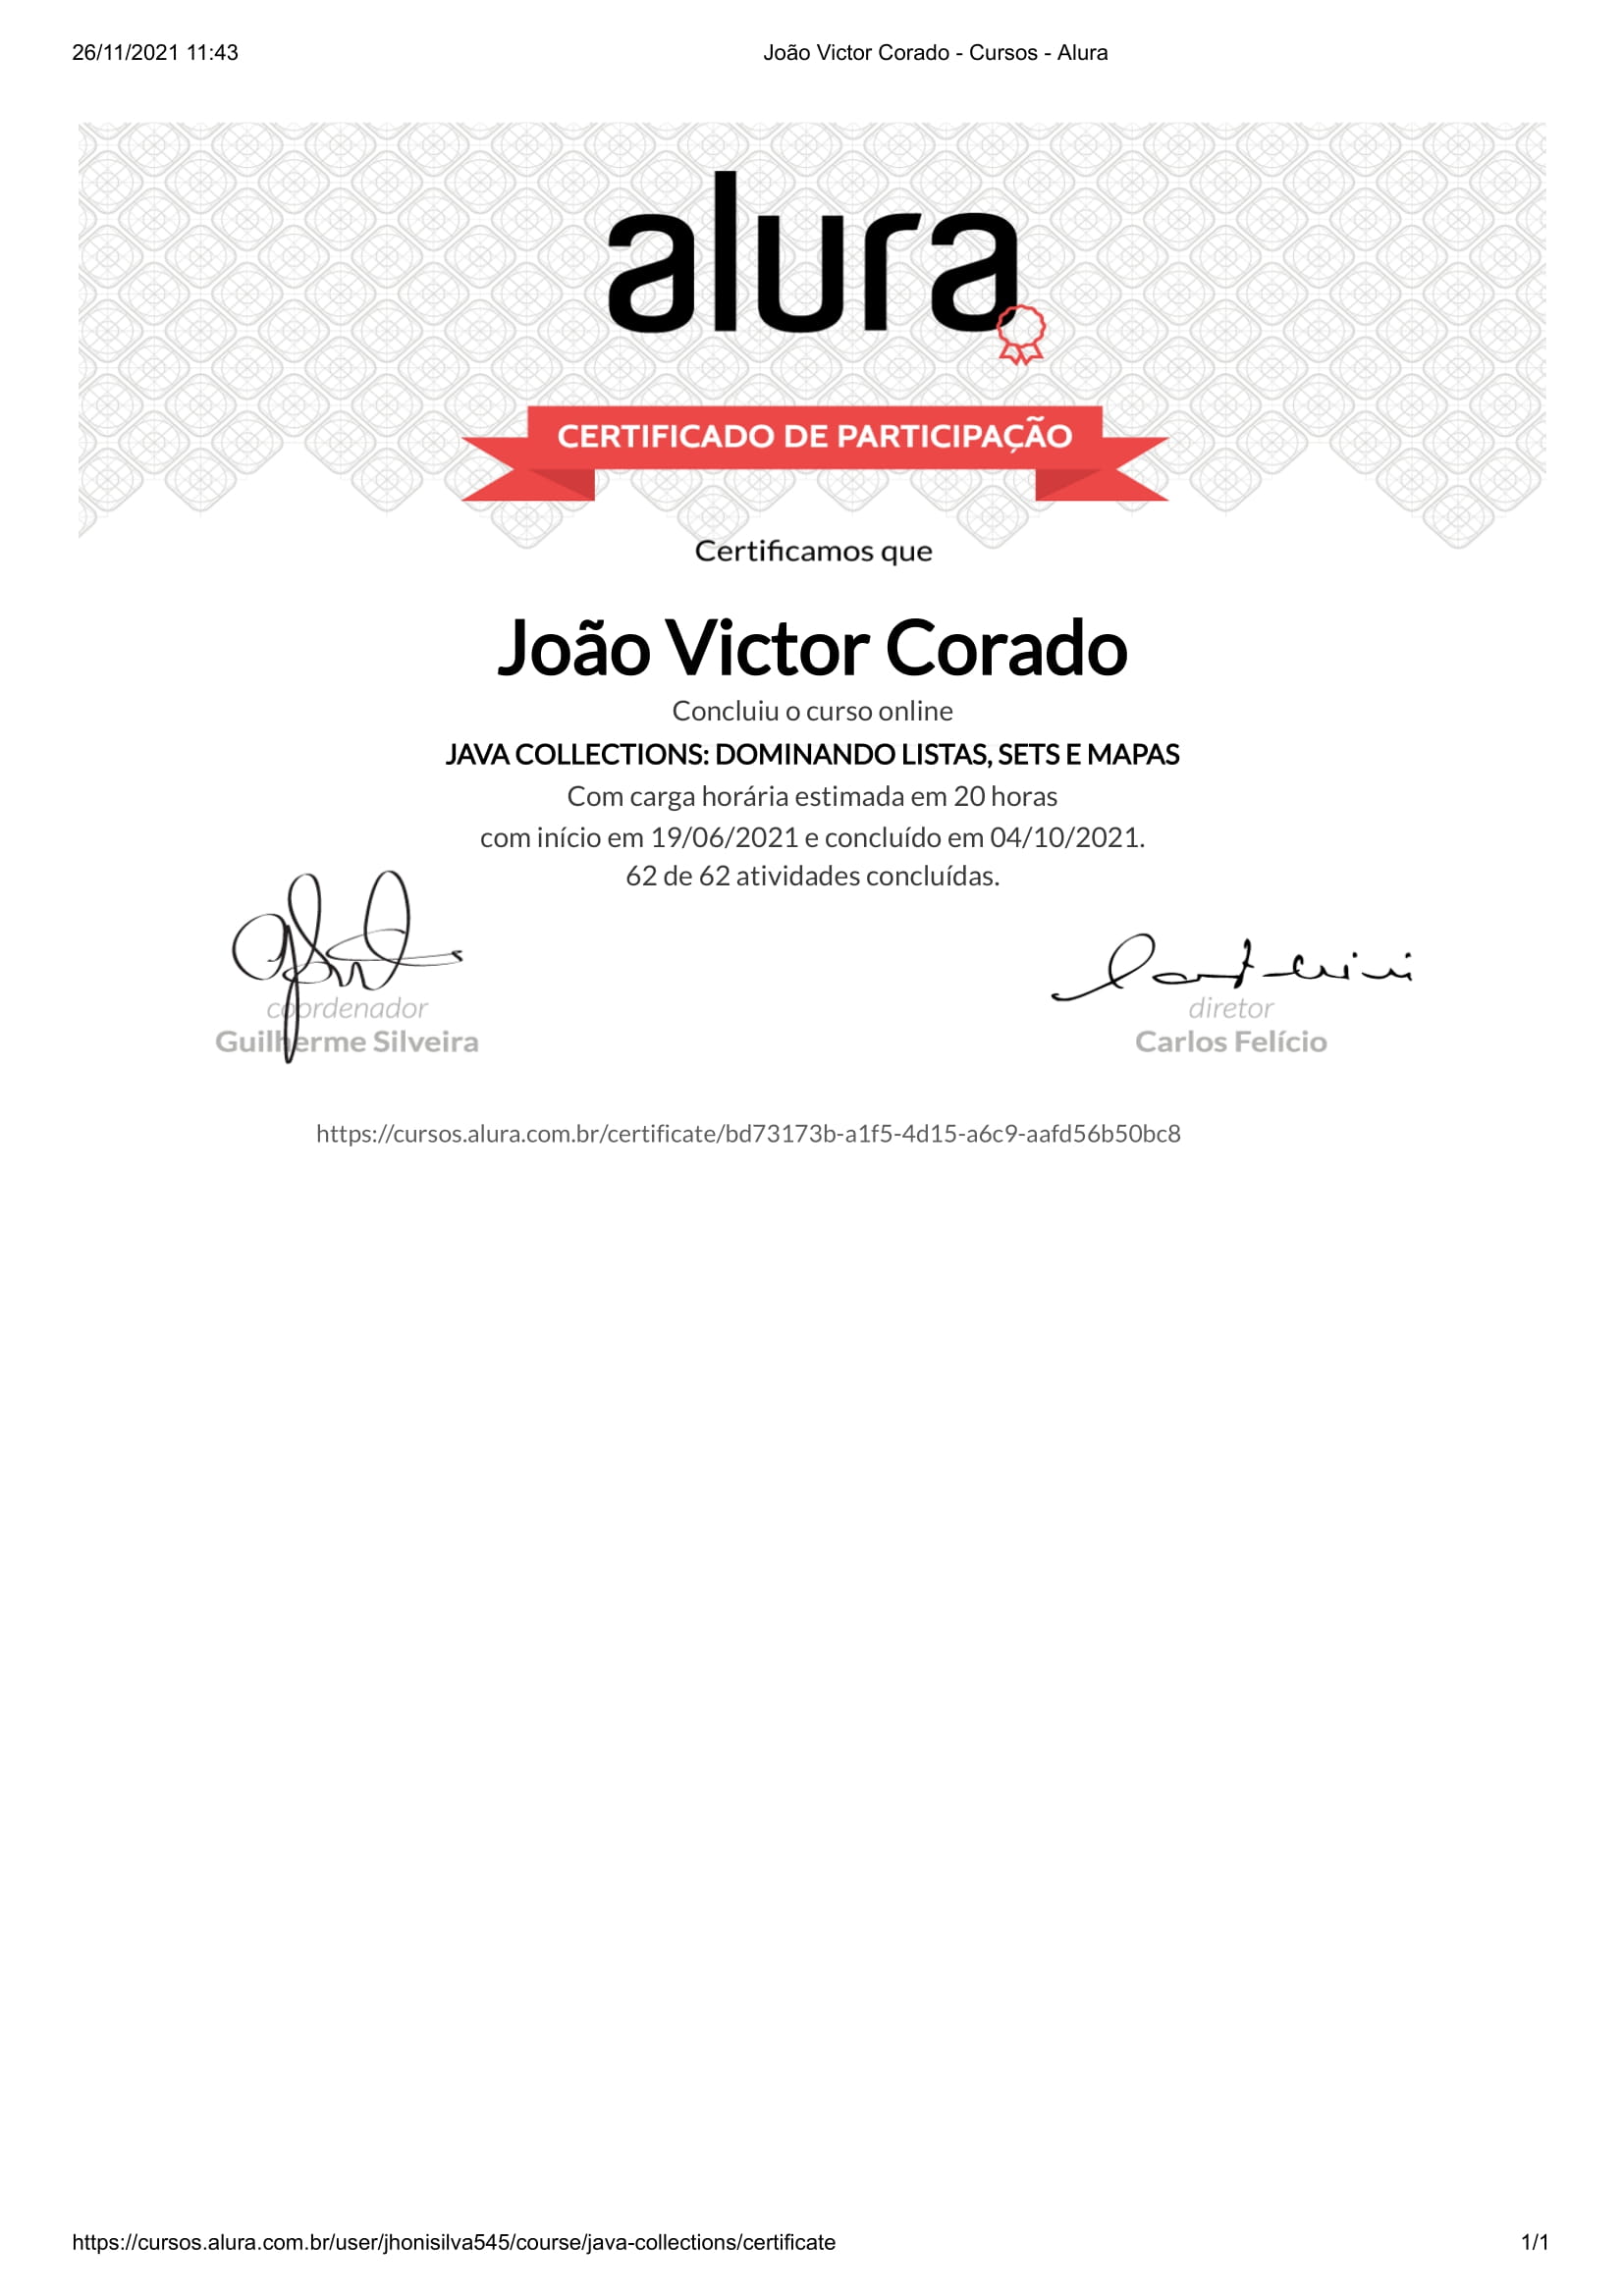 26/11/2021 11:43
João Victor Corado - Cursos - Alura
alura
CERTIFICADO DE PARTICIPAÇÃO
Certificamos que
João Victor Corado
Concluiu o curso online
JAVA COLLECTIONS: DOMINANDO LISTAS, SETS E MAPAS
Com carga horária estimada em 20 horas
com início em 19/06/2021 e concluído em 04/10/2021.
62 de 62 atividades concluídas.
coordenador
Guilherme Silveira
diretor
Carlos Felício
https://cursos.alura.com.br/certificate/bd73173b-a1f5-4d15-a6c9-aafd56b50bc8
https://cursos.alura.com.br/user/jhonisilva545/course/java-collections/certificate
1/1